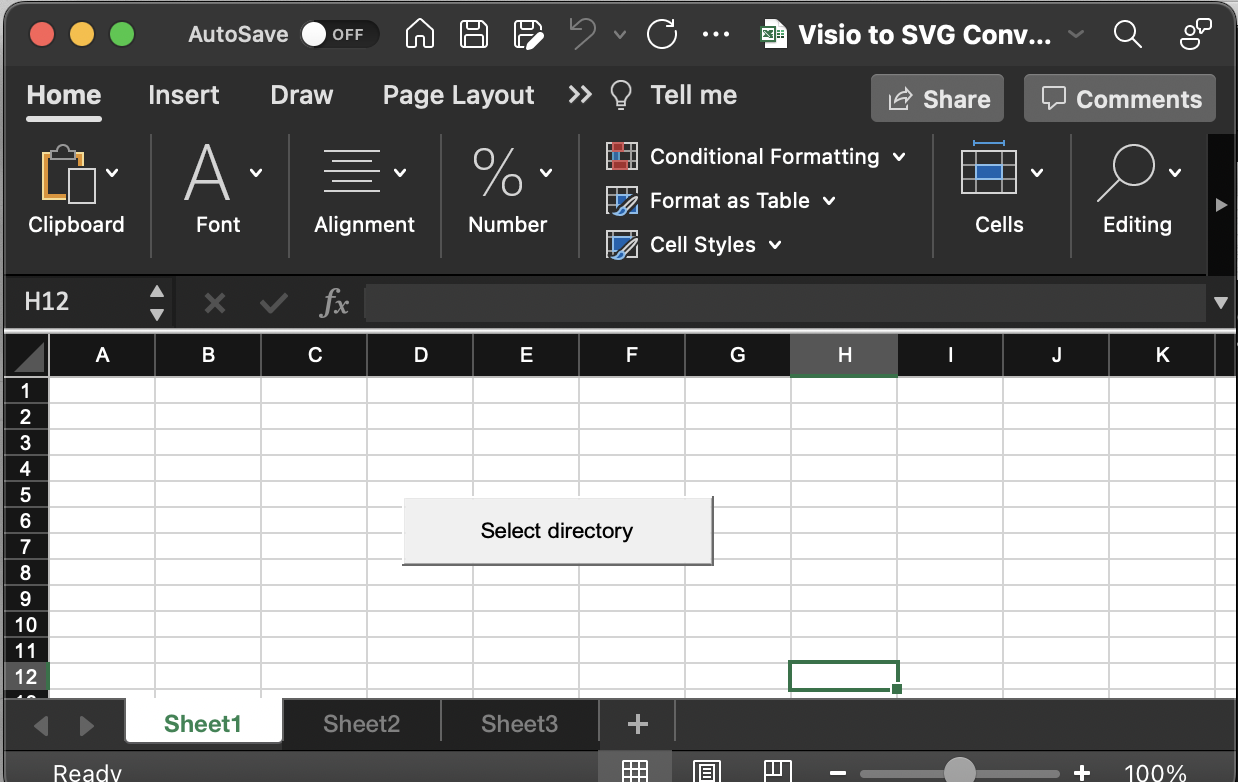 AutoSave OFF Visio to SVG Conv...
Home Insert Draw Page Layout Tell me Share Comments
Clipboard Font Alignment % Number Conditional Formatting Cells Editing
Format as Table
Cell Styles
H12 fx
A B C D E F G H I J K
1
2
3
4
5
6
7
8
9
10
11
12
Select directory
Sheet1 Sheet2 Sheet3
Ready 100%